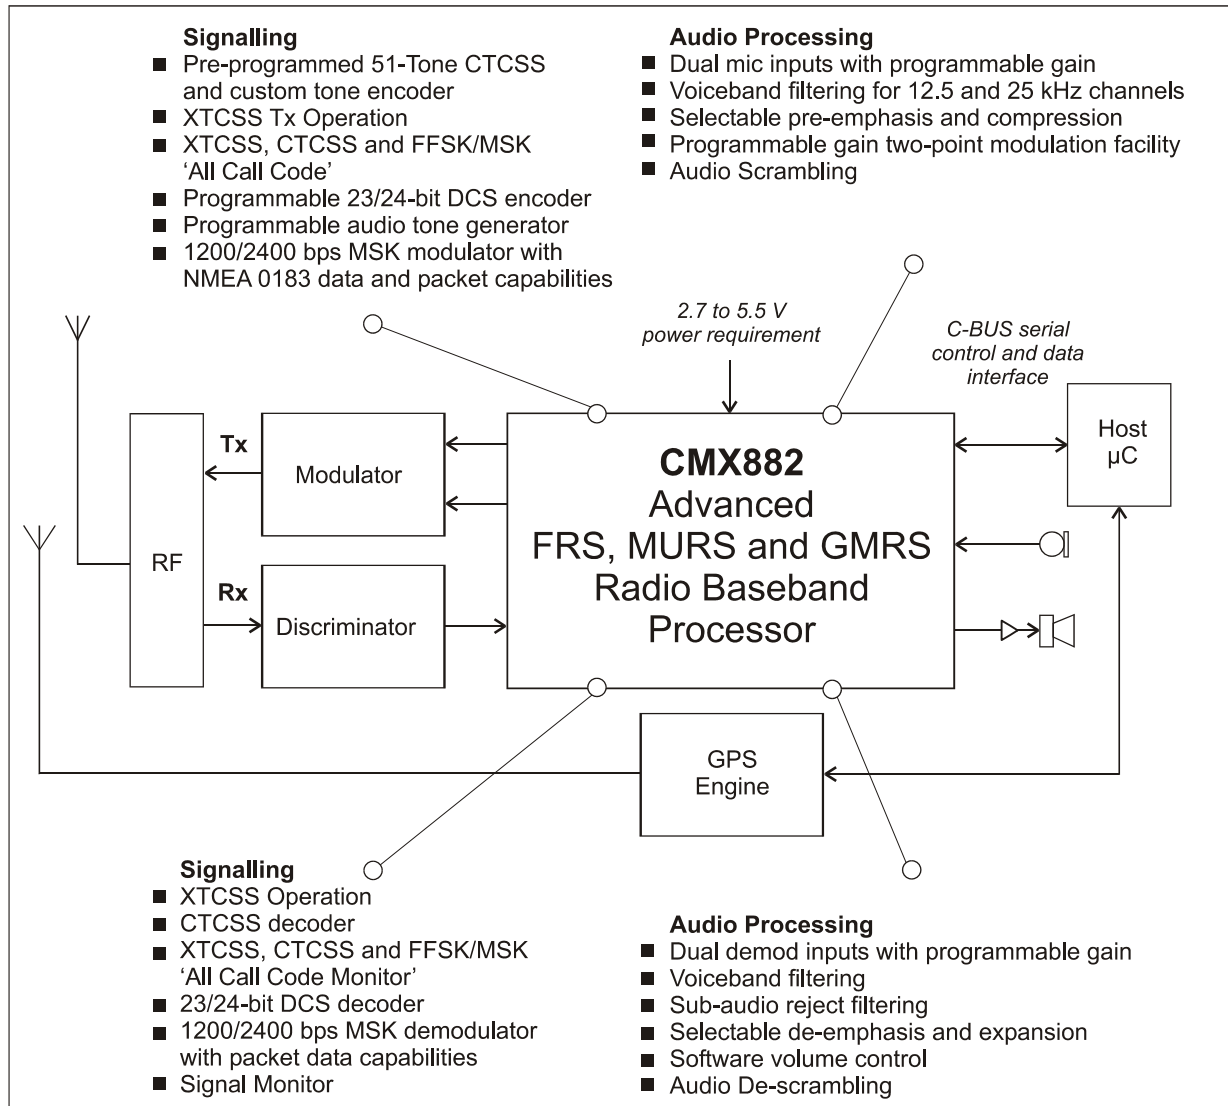 Signalling
Pre-programmed 51-Tone CTCSS
and custom tone encoder
XTCSS Tx Operation
XTCSS, CTCSS and FFSK/MSK
‘All Call Code’
Programmable 23/24-bit DCS encoder
Programmable audio tone generator
1200/2400 bps MSK modulator with
NMEA 0183 data and packet capabilities
Audio Processing
Dual mic inputs with programmable gain
Voiceband filtering for 12.5 and 25 kHz channels
Selectable pre-emphasis and compression
Programmable gain two-point modulation facility
Audio Scrambling
2.7 to 5.5 V
power requirement
C-BUS serial
control and data
interface
RF
Tx
Modulator
Rx
Discriminator
CMX882
Advanced
FRS, MURS and GMRS
Radio Baseband
Processor
Host
µC
GPS
Engine
Signalling
XTCSS Operation
CTCSS decoder
XTCSS, CTCSS and FFSK/MSK
‘All Call Code Monitor’
23/24-bit DCS decoder
1200/2400 bps MSK demodulator
with packet data capabilities
Signal Monitor
Audio Processing
Dual demod inputs with programmable gain
Voiceband filtering
Sub-audio reject filtering
Selectable de-emphasis and expansion
Software volume control
Audio De-scrambling